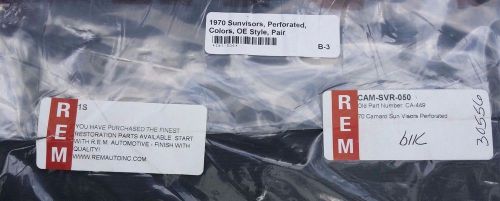 1970 Sunvisors, Perforated,
Colors, OE Style, Pair
B-3
REM
1S
YOU HAVE PURCHASED THE FINEST
RESTORATION PARTS AVAILABLE. START
WITH R.E.M. AUTOMOTIVE - FINISH WITH
QUALITY!
WWW.REMAUTOINC.COM
REM
CAM-SVR-050
Old Part Number: CA-449
70 Camaro Sun Visors Perforated
blk
30556